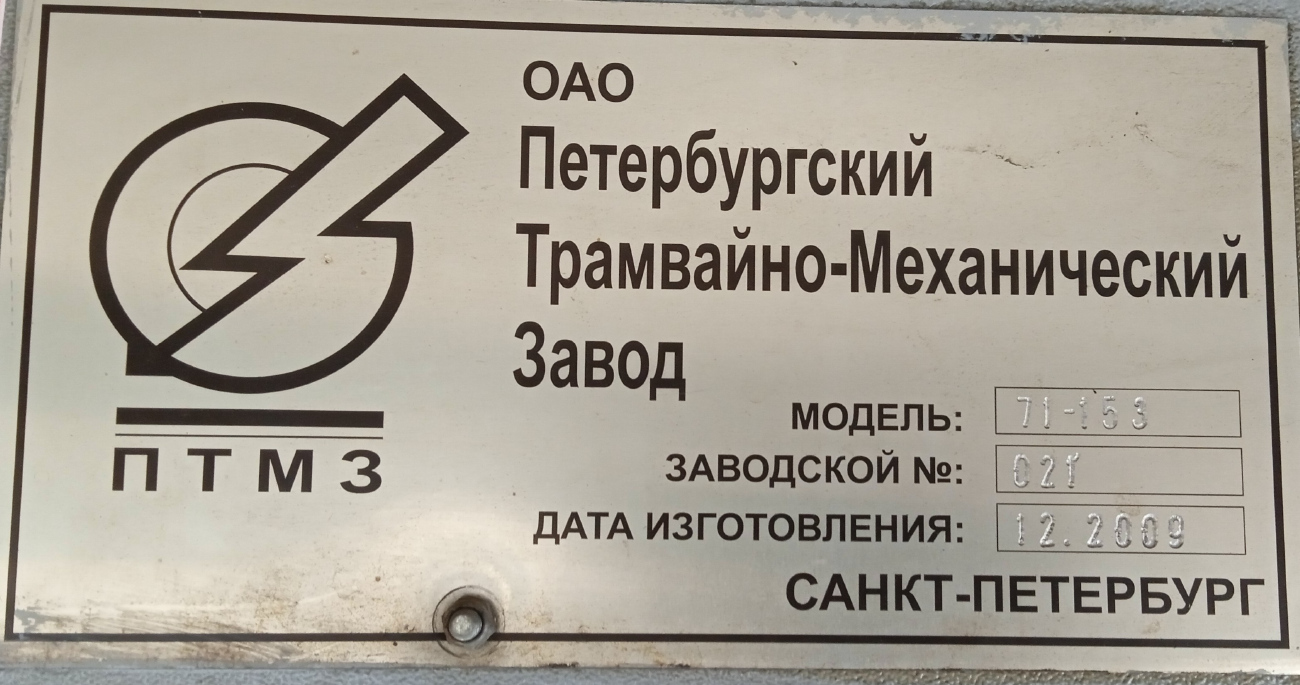 ОАО
Петербургский
Трамвайно-Механический
Завод
ПТМЗ
МОДЕЛЬ: 71-153
ЗАВОДСКОЙ №: 021
ДАТА ИЗГОТОВЛЕНИЯ: 12.2009
САНКТ-ПЕТЕРБУРГ